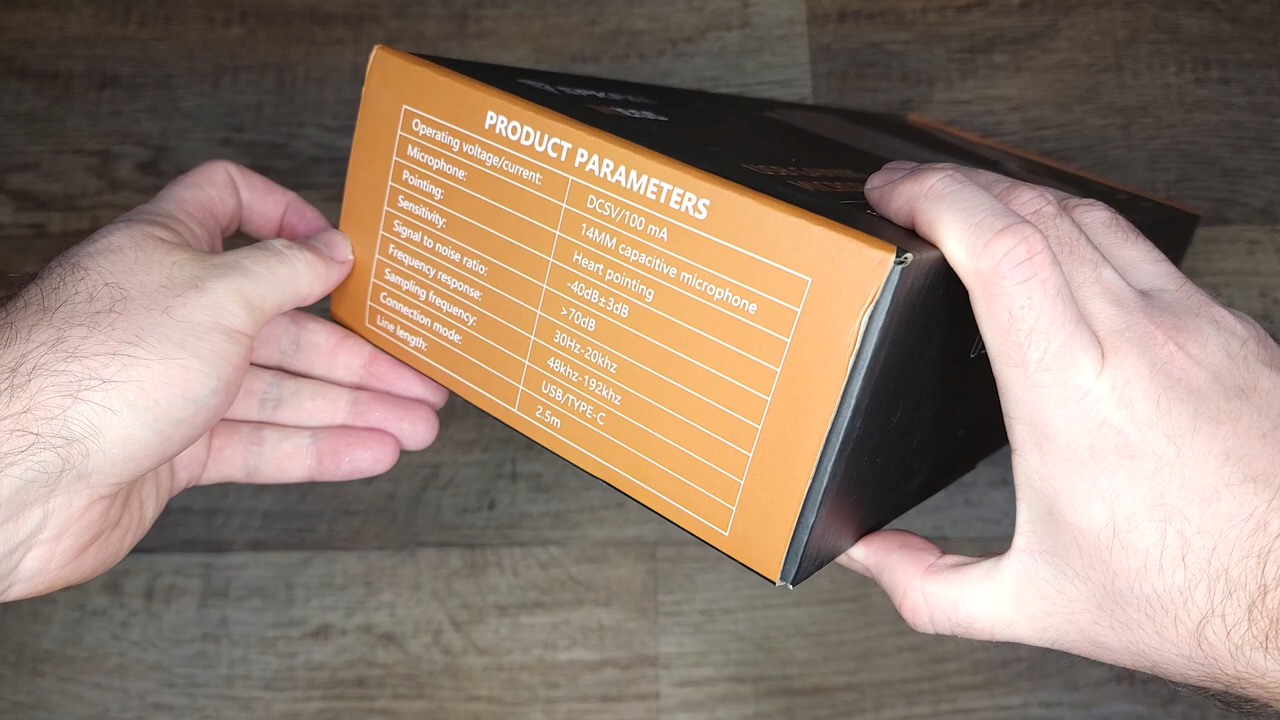 PRODUCT PARAMETERS
Operating voltage/current: DC5V/100 mA
Microphone: 14MM capacitive microphone
Pointing: Heart pointing
Sensitivity: -40dB±3dB
Signal to noise ratio: >70dB
Frequency response: 30Hz-20khz
Sampling frequency: 48khz-192khz
Connection mode: USB/TYPE-C
Line length: 2.5m